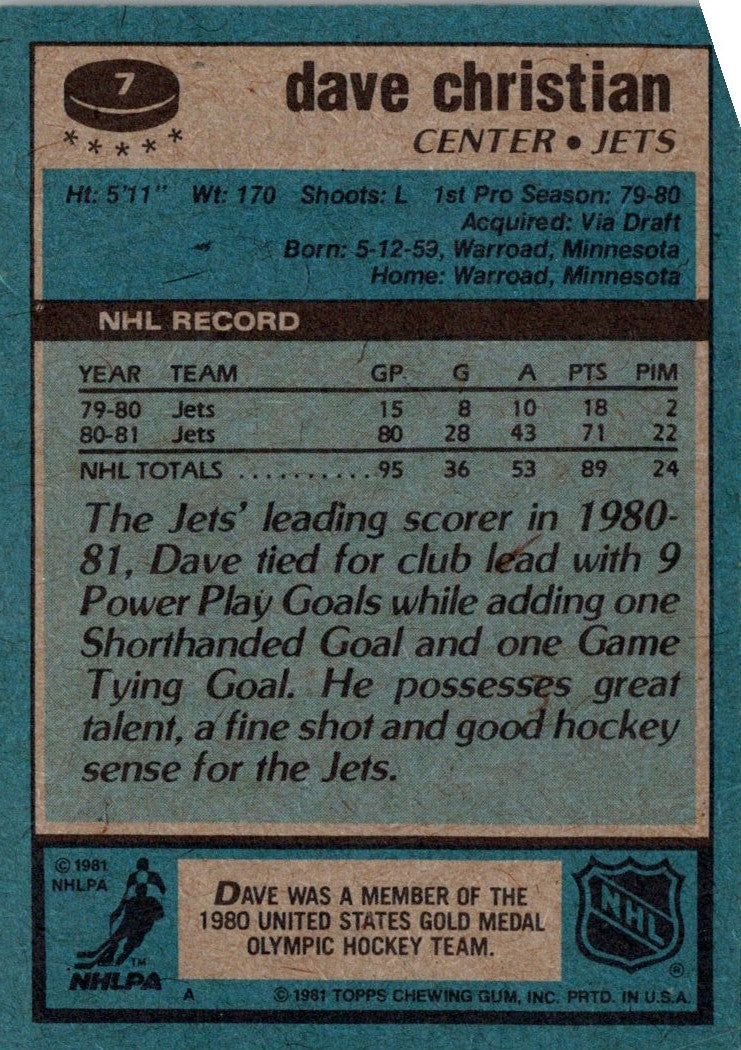 7
dave christian
CENTER • JETS
Ht: 5'11" Wt: 170 Shoots: L 1st Pro Season: 79-80
Acquired: Via Draft
Born: 5-12-59, Warroad, Minnesota
Home: Warroad, Minnesota
NHL RECORD
YEAR TEAM GP G A PTS PIM
79-80 Jets 15 8 10 18 2
80-81 Jets 80 28 43 71 22
NHL TOTALS ..........95 36 53 89 24
The Jets' leading scorer in 1980-
81, Dave tied for club lead with 9
Power Play Goals while adding one
Shorthanded Goal and one Game
Tying Goal. He possesses great
talent, a fine shot and good hockey
sense for the Jets.
© 1981
NHLPA
DAVE WAS A MEMBER OF THE
1980 UNITED STATES GOLD MEDAL
OLYMPIC HOCKEY TEAM.
NHL
®
TM
NHLPA
A © 1981 TOPPS CHEWING GUM, INC. PRTD. IN U.S.A.